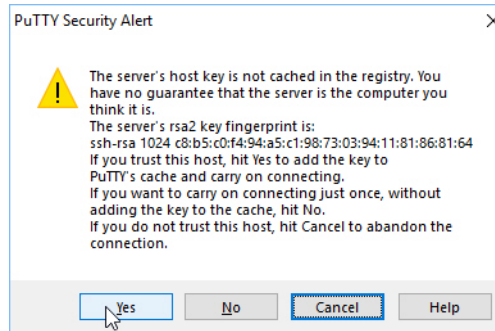 PuTTY Security Alert
The server's host key is not cached in the registry. You
have no guarantee that the server is the computer you
think it is.
The server's rsa2 key fingerprint is:
ssh-rsa 1024 c8:b5:c0:f4:94:a5:c1:98:73:03:94:11:81:86:81:64
If you trust this host, hit Yes to add the key to
PuTTY's cache and carry on connecting.
If you want to carry on connecting just once, without
adding the key to the cache, hit No.
If you do not trust this host, hit Cancel to abandon the
connection.
Yes No Cancel Help